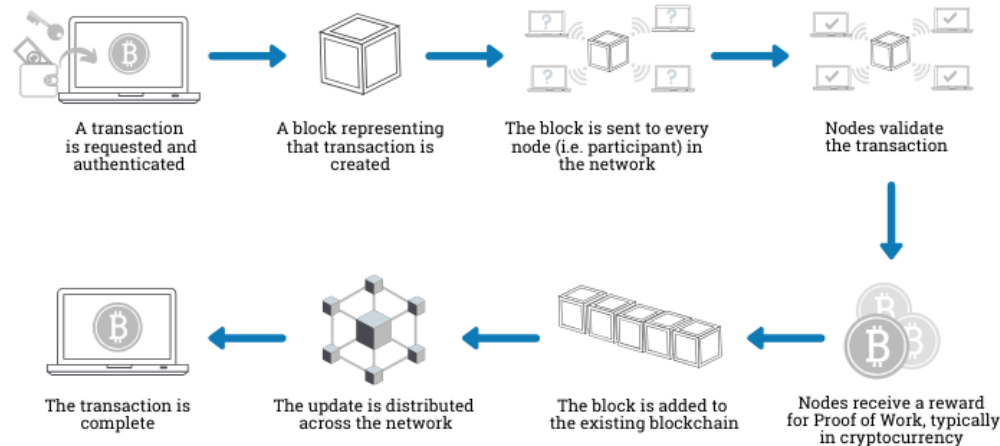 A transaction
is requested and
authenticated
A block representing
that transaction is
created
The block is sent to every
node (i.e. participant) in
the network
Nodes validate
the transaction
Nodes receive a reward
for Proof of Work, typically
in cryptocurrency
The block is added to
the existing blockchain
The update is distributed
across the network
The transaction is
complete